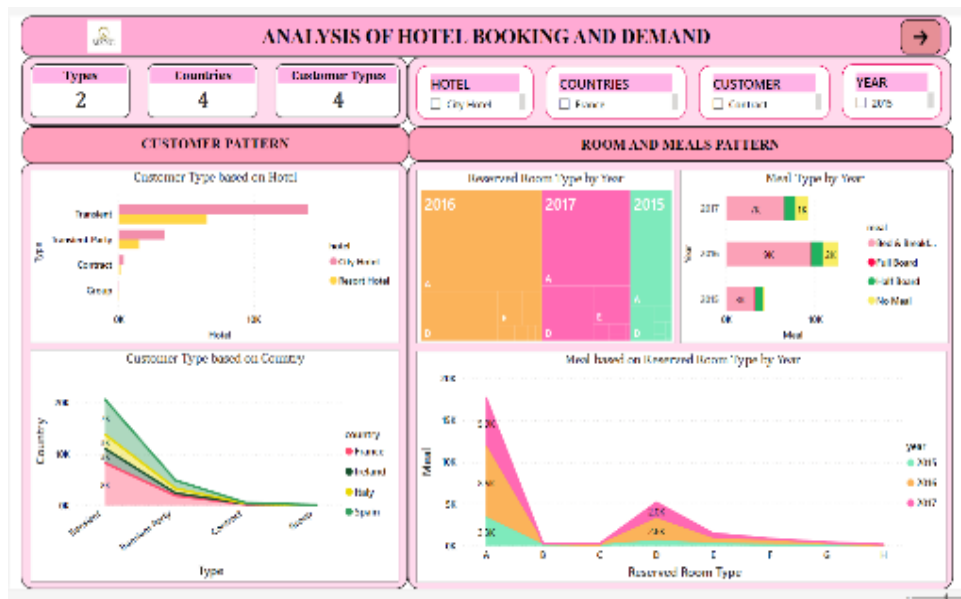 ANALYSIS OF HOTEL BOOKING AND DEMAND
Types
2
Countries
4
Customer Types
4
HOTEL
City Hotel
COUNTRIES
France
CUSTOMER
Contract
YEAR
2015
CUSTOMER PATTERN
ROOM AND MEALS PATTERN
Customer Type based on Hotel
Type
Transient
Transient Party
Contract
Group
0K
10K
Hotel
hotel
City Hotel
Resort Hotel
Reserved Room Type by Year
2016
A
E
D
2017
A
E
D
2015
A
D
Meal Type by Year
Year
2017
7K
1K
2016
9K
2K
2015
0K
10K
Meal
meal
Bed & Breakf...
Full Board
Half Board
No Meal
Customer Type based on Country
Country
20K
10K
0K
Transient
Transient Party
Contract
Group
Type
country
France
Ireland
Italy
Spain
Meal based on Reserved Room Type by Year
Meal
20K
15K
10K
5K
0K
A
B
C
D
E
F
G
H
Reserved Room Type
year
2015
2016
2017